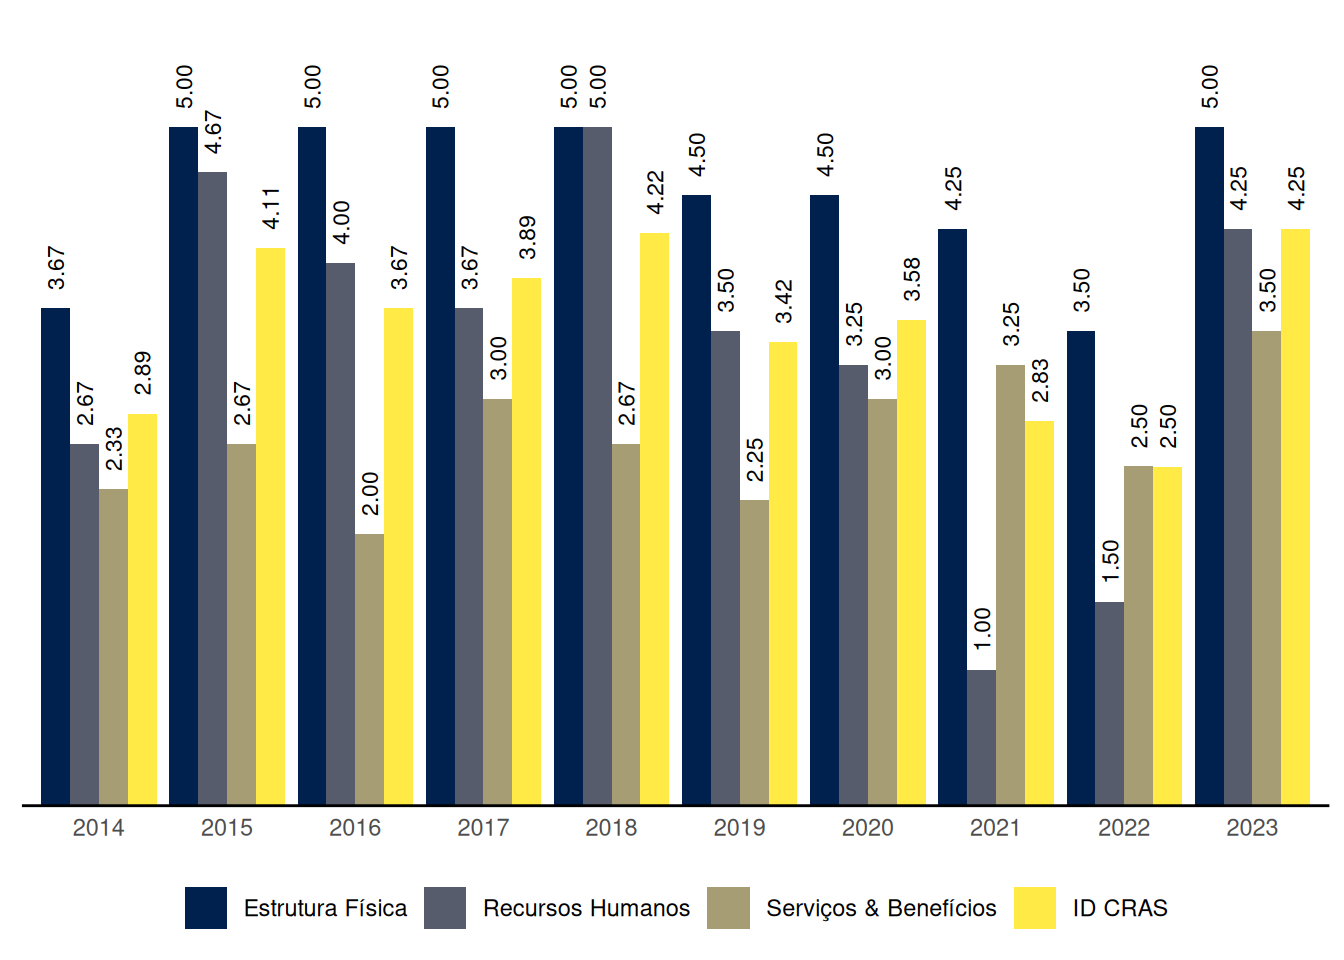 3.67 2.67 2.33 2.89
5.00 4.67 2.67 4.11
5.00 4.00 2.00 3.67
5.00 3.67 3.00 3.89
5.00 5.00 2.67 4.22
4.50 3.50 2.25 3.42
4.50 3.25 3.00 3.58
4.25 1.00 3.25 2.83
3.50 1.50 2.50 2.50
5.00 4.25 3.50 4.25
2014 2015 2016 2017 2018 2019 2020 2021 2022 2023
Estrutura Física Recursos Humanos Serviços & Benefícios ID CRAS